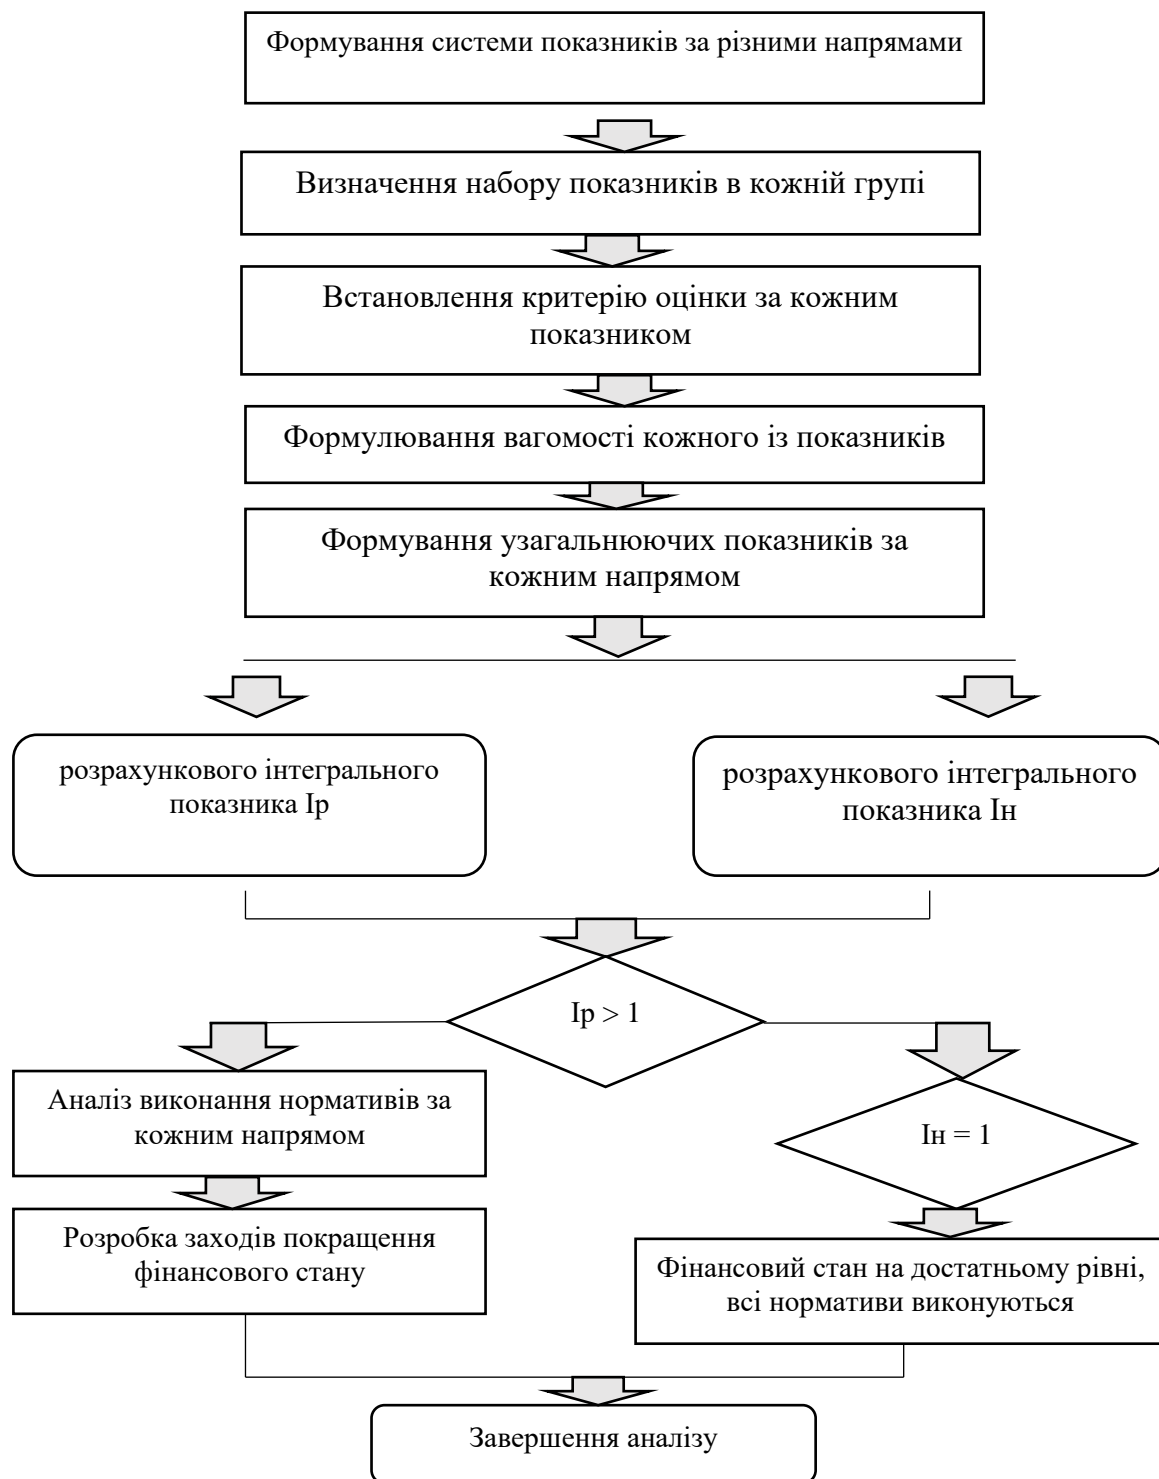 Формування системи показників за різними напрямами
Визначення набору показників в кожній групі
Встановлення критерію оцінки за кожним
показником
Формулювання вагомості кожного із показників
Формування узагальнюючих показників за
кожним напрямом
розрахункового інтегрального
показника Ір
розрахункового інтегрального
показника Ін
Ір > 1
Аналіз виконання нормативів за
кожним напрямом
Ін = 1
Розробка заходів покращення
фінансового стану
Фінансовий стан на достатньому рівні,
всі нормативи виконуються
Завершення аналізу